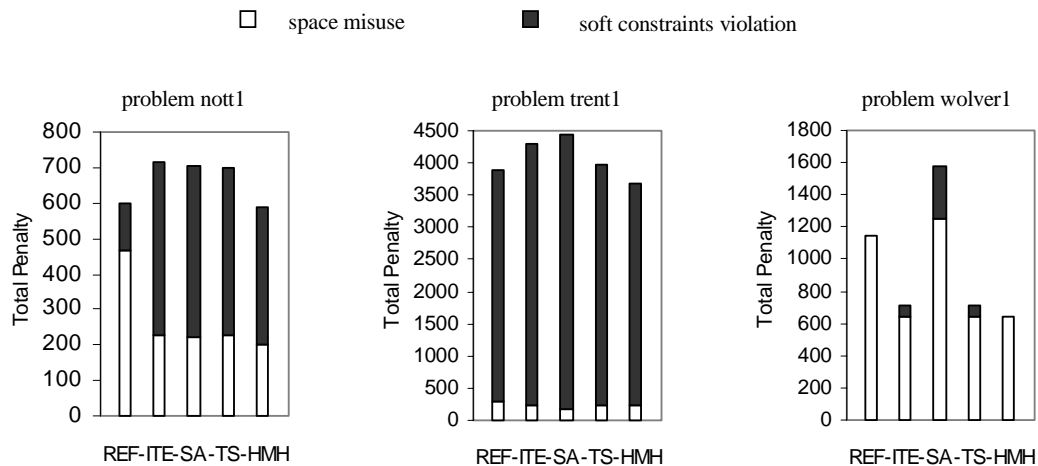 space misuse
soft constraints violation
problem nott1
Total Penalty
800
700
600
500
400
300
200
100
0
REF-ITE-SA-TS-HMH
problem trent1
Total Penalty
4500
4000
3500
3000
2500
2000
1500
1000
500
0
REF-ITE-SA-TS-HMH
problem wolver1
Total Penalty
1800
1600
1400
1200
1000
800
600
400
200
0
REF-ITE-SA-TS-HMH